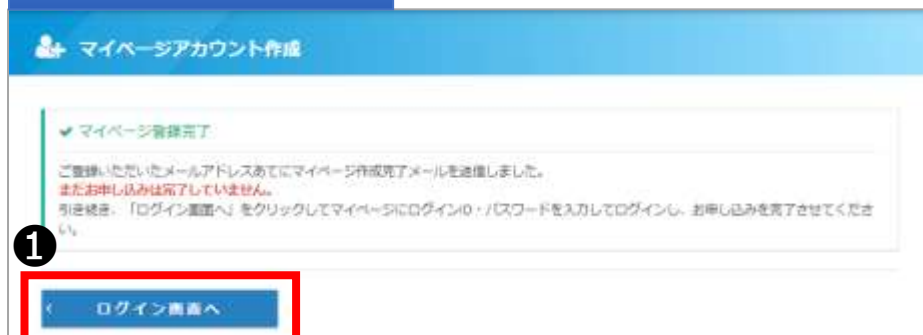 マイページアカウント作成
マイページ登録完了
ご登録いただいたメールアドレスあてにマイページ作成完了メールを送信しました。
まだお申し込みは完了していません。
引き続き、「ログイン画面へ」をクリックしてマイページにログインID・パスワードを入力してログインし、お申し込みを完了させてくださ
い。
1
ログイン画面へ